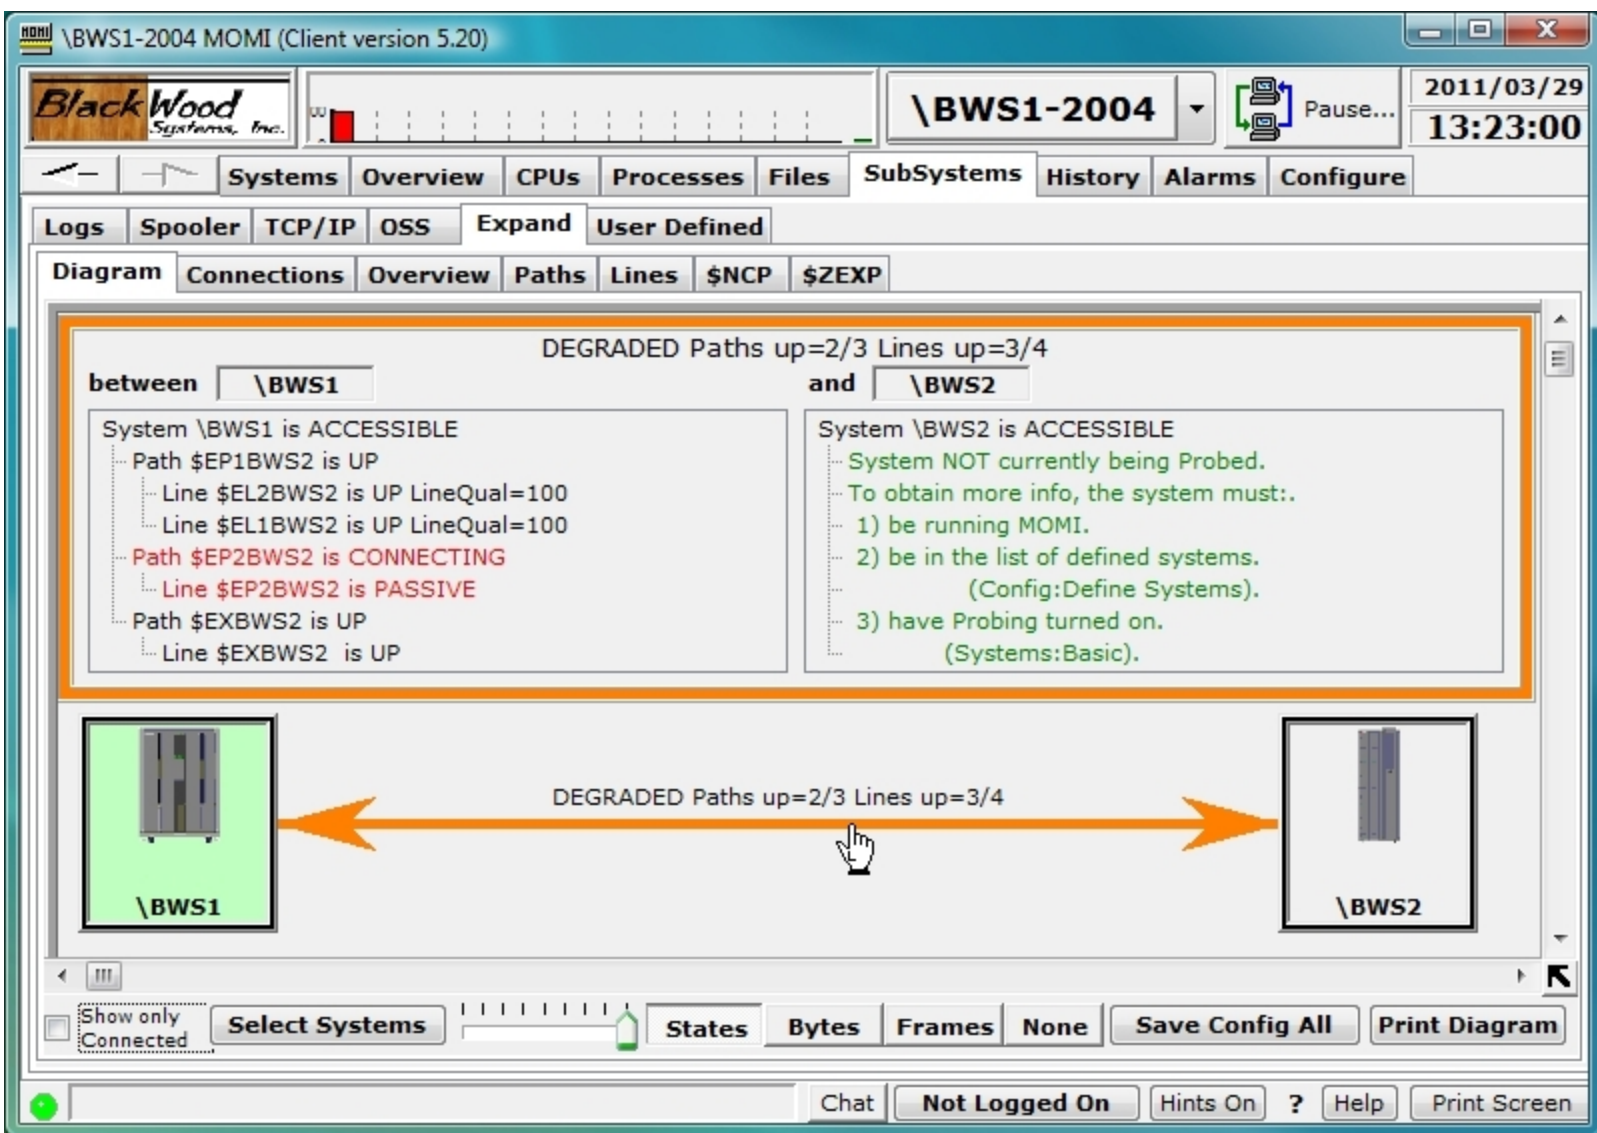 MOMI \BWS1-2004 MOMI (Client version 5.20)
BlackWood
Systems, Inc.
\BWS1-2004
Pause...
2011/03/29
13:23:00
Systems Overview CPUs Processes Files SubSystems History Alarms Configure
Logs Spooler TCP/IP OSS Expand User Defined
Diagram Connections Overview Paths Lines $NCP $ZEXP
DEGRADED Paths up=2/3 Lines up=3/4
between \BWS1 and \BWS2
System \BWS1 is ACCESSIBLE
Path $EP1BWS2 is UP
Line $EL2BWS2 is UP LineQual=100
Line $EL1BWS2 is UP LineQual=100
Path $EP2BWS2 is CONNECTING
Line $EP2BWS2 is PASSIVE
Path $EXBWS2 is UP
Line $EXBWS2 is UP
System \BWS2 is ACCESSIBLE
System NOT currently being Probed.
To obtain more info, the system must:.
1) be running MOMI.
2) be in the list of defined systems.
(Config:Define Systems).
3) have Probing turned on.
(Systems:Basic).
DEGRADED Paths up=2/3 Lines up=3/4
\BWS1
\BWS2
Show only
Connected
Select Systems
States Bytes Frames None Save Config All Print Diagram
Chat Not Logged On Hints On ? Help Print Screen